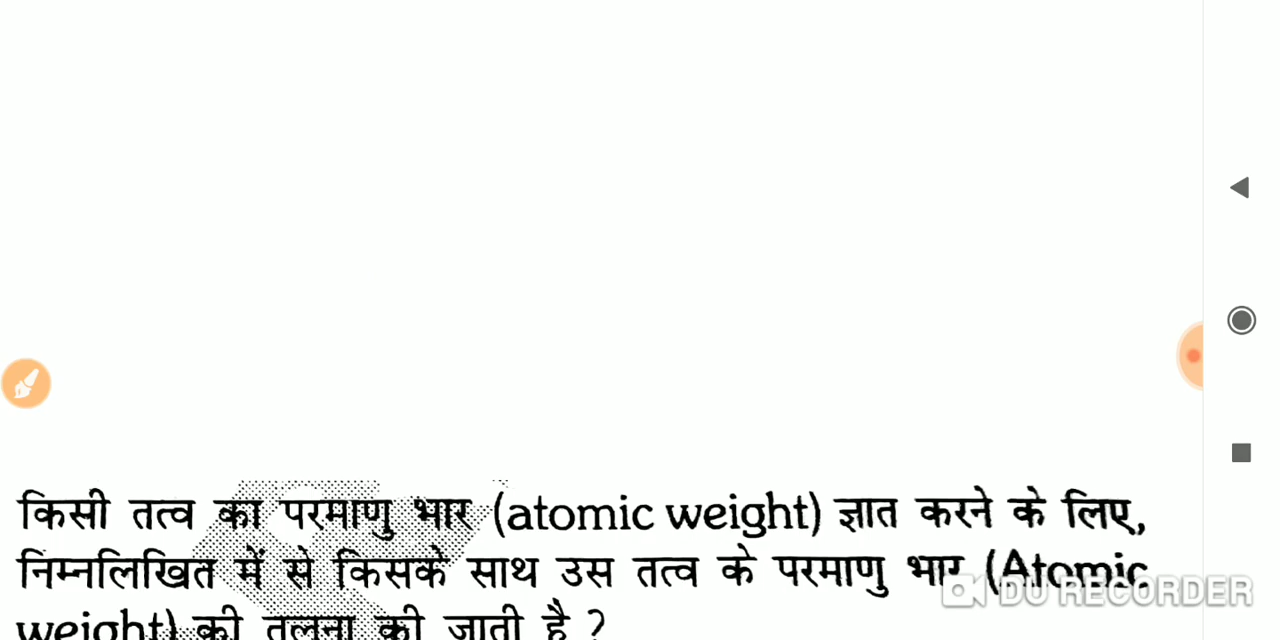 किसी तत्व का परमाणु भार (atomic weight) ज्ञात करने के लिए,
निम्नलिखित में से किसके साथ उस तत्व के परमाणु भार (Atomic
weight) की तुलना की जाती है ?
DU RECORDER